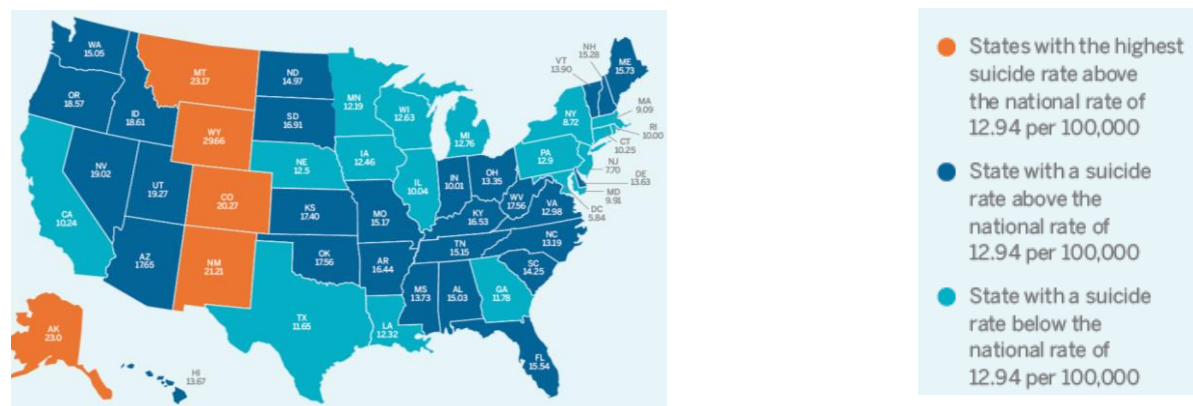 WA
15.05
OR
18.57
CA
10.24
ID
18.61
NV
19.02
MT
23.17
WY
29.66
UT
19.27
AZ
17.65
CO
20.27
NM
21.21
ND
14.97
SD
16.91
NE
12.5
KS
17.40
OK
17.56
TX
11.65
MN
12.19
IA
12.46
MO
15.17
AR
16.44
LA
12.32
WI
12.63
IL
10.04
MI
12.76
IN
10.01
OH
13.35
KY
16.53
TN
15.15
MS
13.73
AL
15.03
GA
11.78
FL
15.54
SC
14.25
NC
13.19
VA
12.98
WV
17.56
PA
12.9
NY
8.72
VT
13.90
NH
15.28
ME
15.73
MA
9.09
RI
10.00
CT
10.25
NJ
7.70
DE
13.63
MD
9.91
DC
5.84
AK
23.0
HI
13.67
States with the highest
suicide rate above
the national rate of
12.94 per 100,000
State with a suicide
rate above the
national rate of
12.94 per 100,000
State with a suicide
rate below the
national rate of
12.94 per 100,000